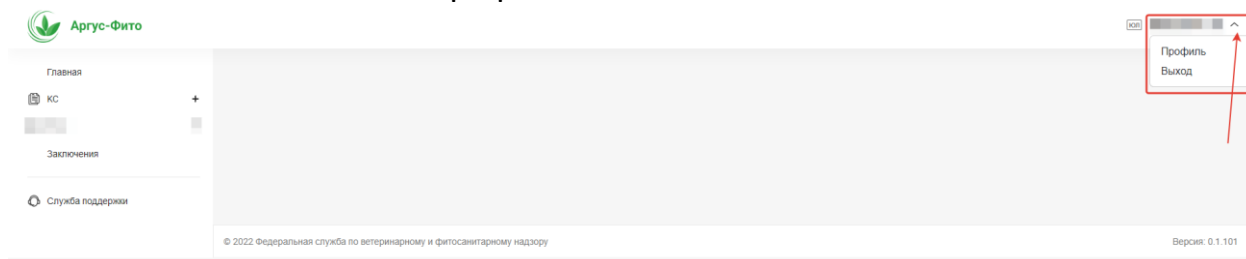 Аргус-Фито
ЮЛ
Профиль
Выход
Главная
КС +
Заключения
Служба поддержки
© 2022 Федеральная служба по ветеринарному и фитосанитарному надзору
Версия: 0.1.101